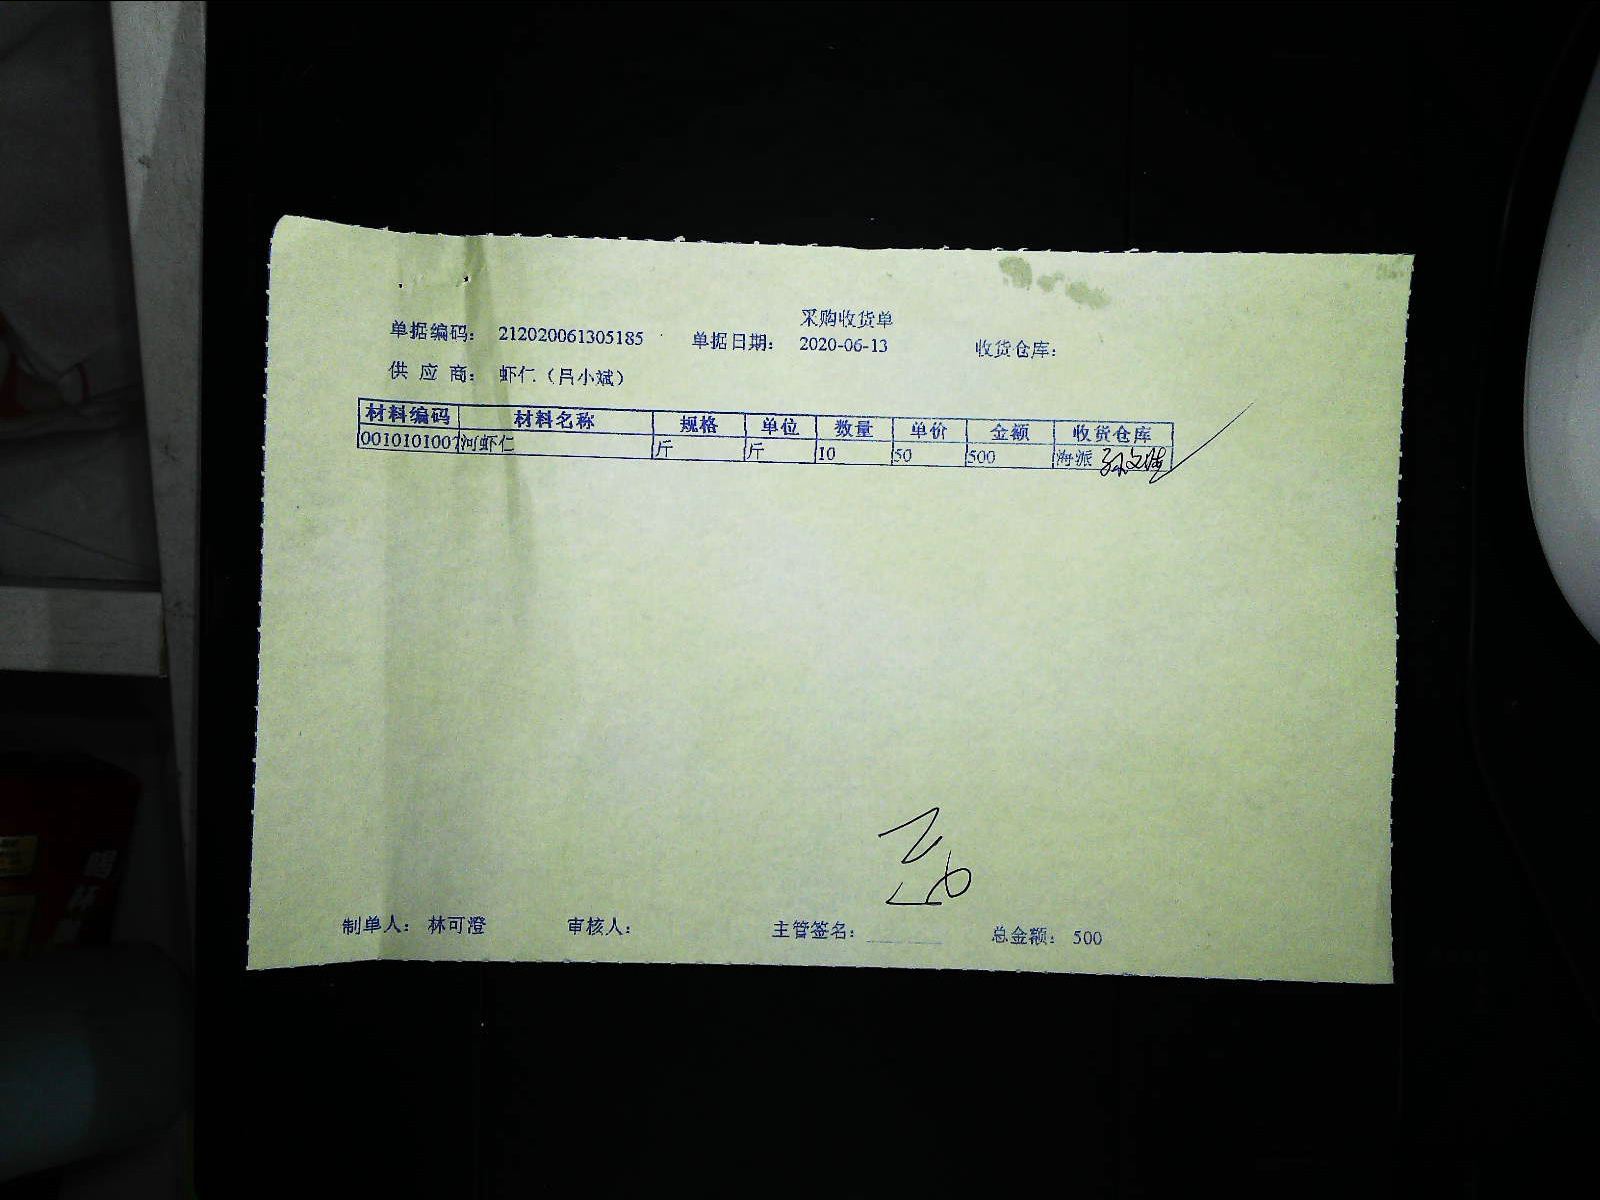 采购收货单
单据编码： 212020061305185 单据日期： 2020-06-13 收货仓库：
供 应 商： 虾仁（吕小斌）
材料编码 材料名称 规格 单位 数量 单价 金额 收货仓库
0010101007 河虾仁 斤 斤 10 50 500 海派
制单人： 林可澄 审核人： 主管签名： 总金额： 500